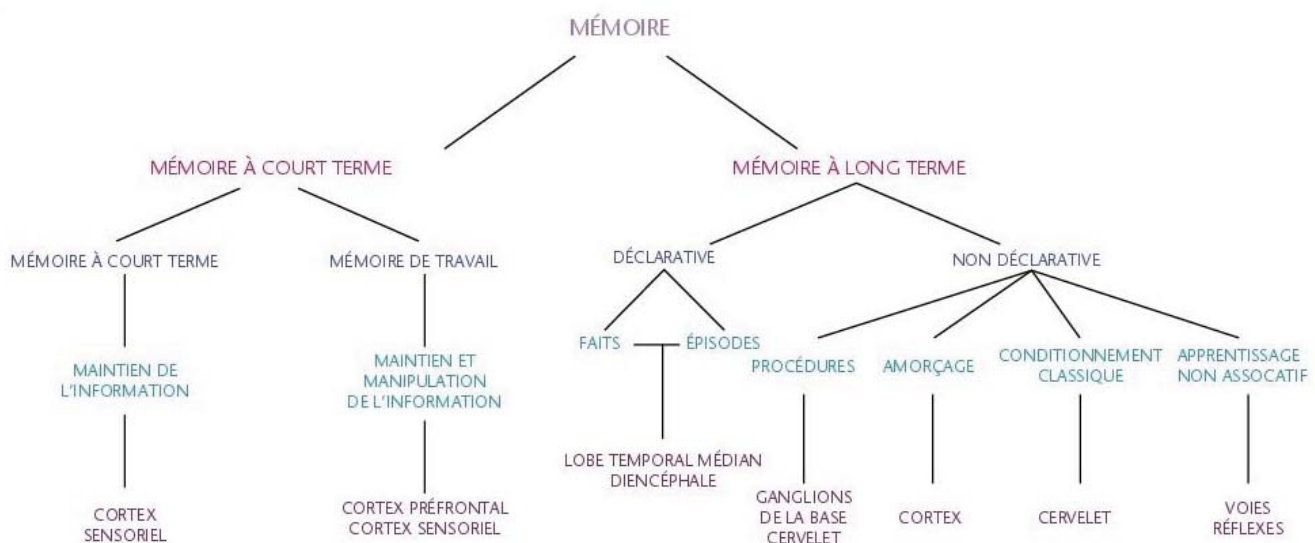 MÉMOIRE
MÉMOIRE À COURT TERME
MÉMOIRE À LONG TERME
MÉMOIRE À COURT TERME
MÉMOIRE DE TRAVAIL
DÉCLARATIVE
NON DÉCLARATIVE
MAINTIEN DE
L'INFORMATION
MAINTIEN ET
MANIPULATION
DE L'INFORMATION
FAITS
ÉPISODES
PROCÉDURES
AMORÇAGE
CONDITIONNEMENT
CLASSIQUE
APPRENTISSAGE
NON ASSOCATIF
CORTEX
SENSORIEL
CORTEX PRÉFRONTAL
CORTEX SENSORIEL
LOBE TEMPORAL MÉDIAN
DIENCÉPHALE
GANGLIONS
DE LA BASE
CERVELET
CORTEX
CERVELET
VOIES
RÉFLEXES